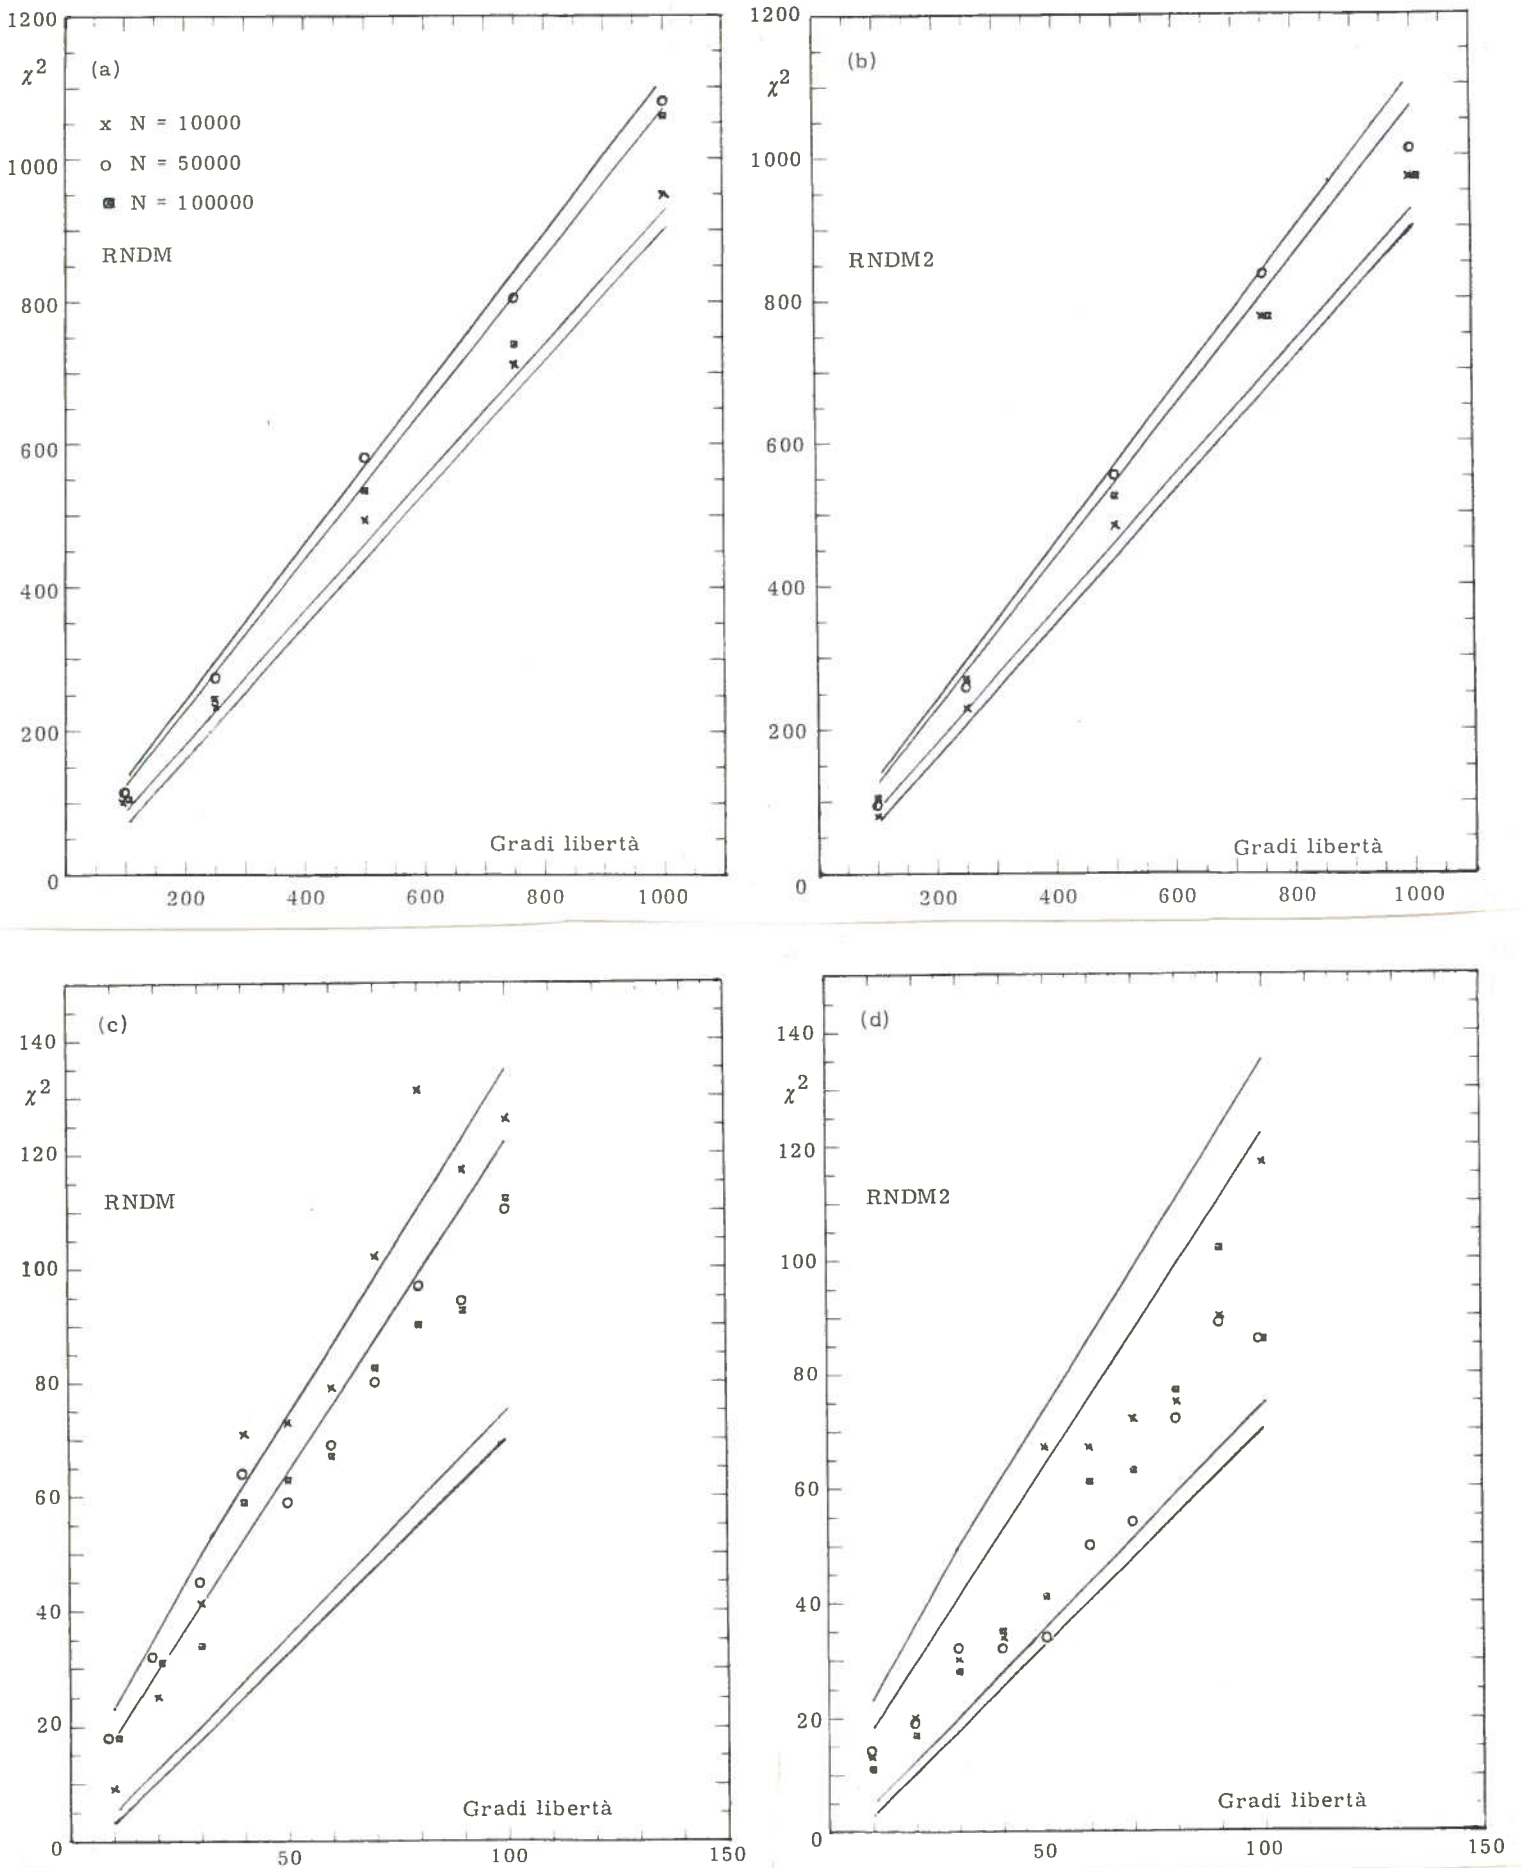 (a)
χ2
x N = 10000
o N = 50000
■ N = 100000
RNDM
1200
1000
800
600
400
200
0
200 400 600 800 1000
Gradi libertà
(b)
χ2
RNDM2
1200
1000
800
600
400
200
0
200 400 600 800 1000
Gradi libertà
(c)
χ2
RNDM
140
120
100
80
60
40
20
0
50 100 150
Gradi libertà
(d)
χ2
RNDM2
140
120
100
80
60
40
20
0
50 100 150
Gradi libertà